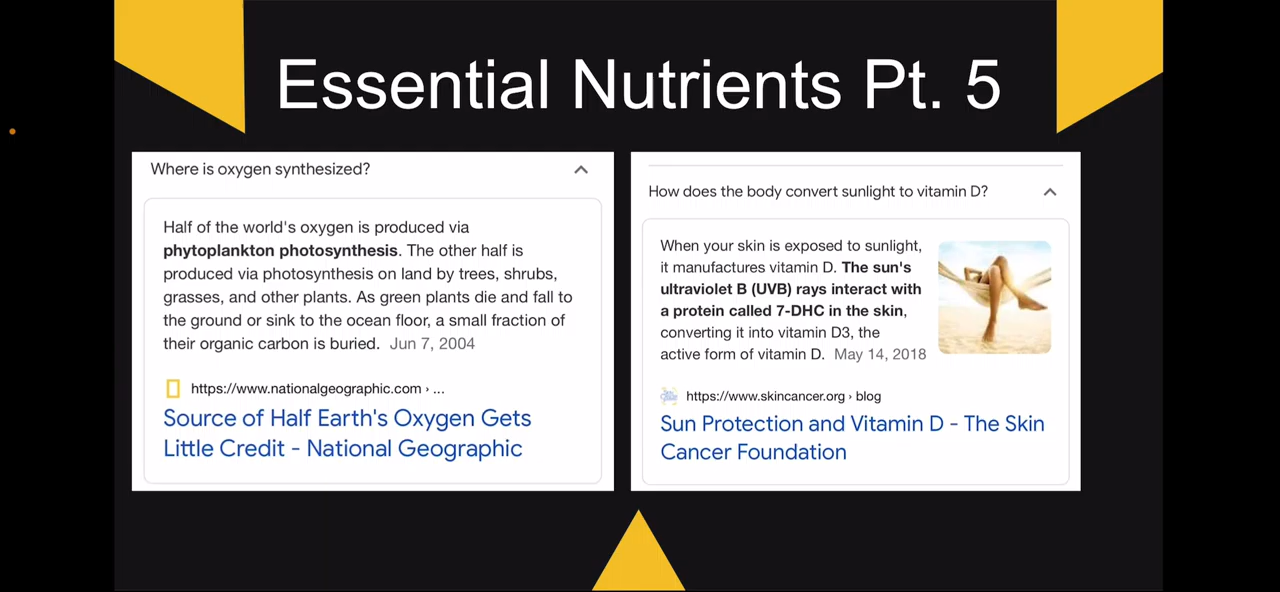 Essential Nutrients Pt. 5
Where is oxygen synthesized?
Half of the world's oxygen is produced via
phytoplankton photosynthesis. The other half is
produced via photosynthesis on land by trees, shrubs,
grasses, and other plants. As green plants die and fall to
the ground or sink to the ocean floor, a small fraction of
their organic carbon is buried. Jun 7, 2004
https://www.nationalgeographic.com › ...
Source of Half Earth's Oxygen Gets
Little Credit - National Geographic
How does the body convert sunlight to vitamin D?
When your skin is exposed to sunlight,
it manufactures vitamin D. The sun's
ultraviolet B (UVB) rays interact with
a protein called 7-DHC in the skin,
converting it into vitamin D3, the
active form of vitamin D. May 14, 2018
https://www.skincancer.org › blog
Sun Protection and Vitamin D - The Skin
Cancer Foundation